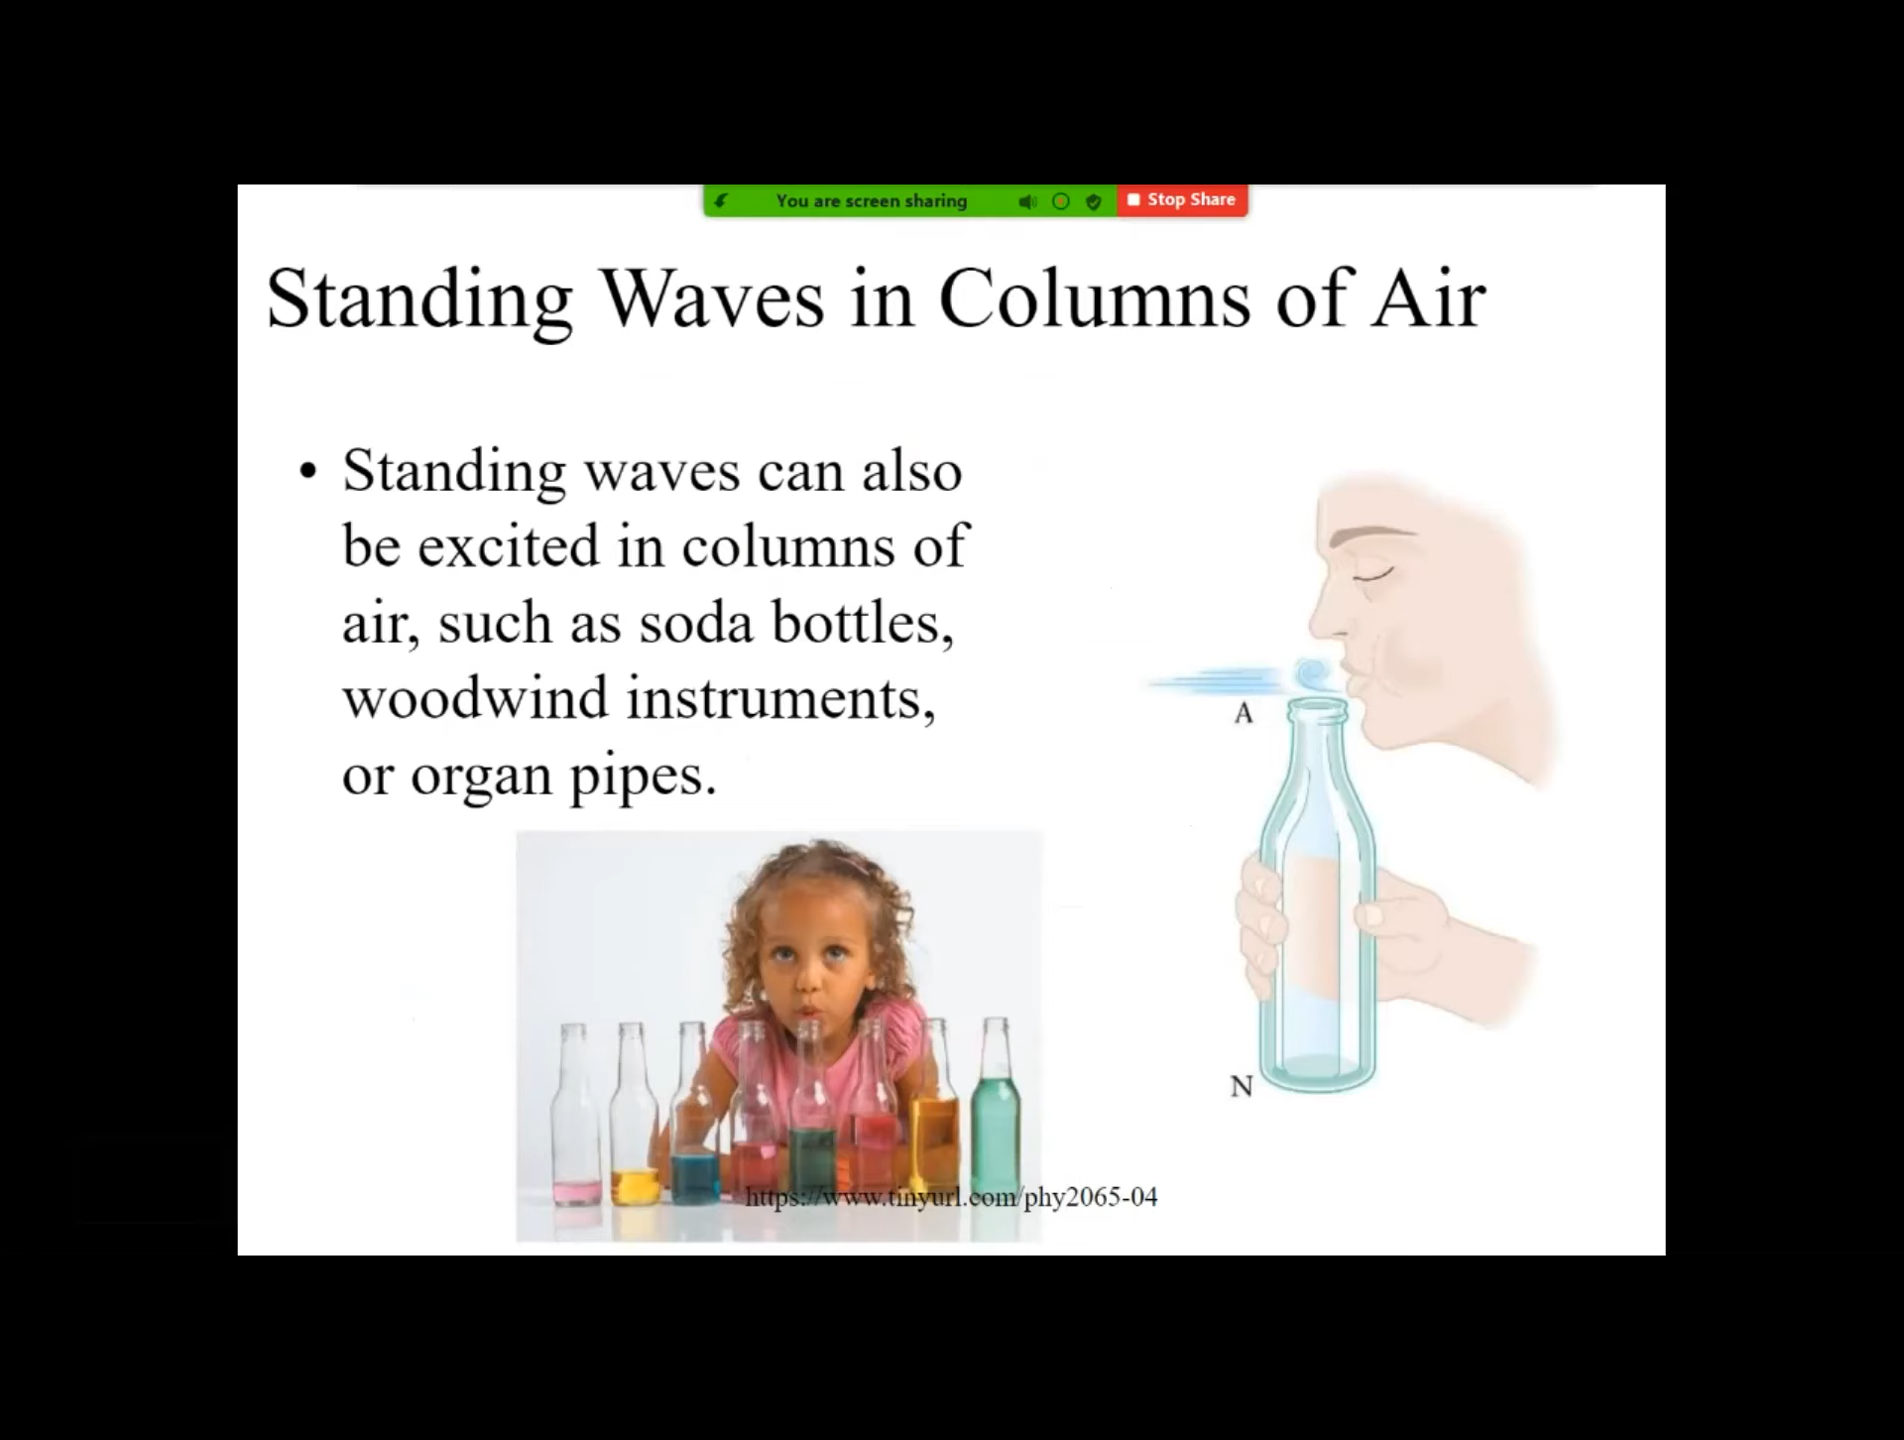 You are screen sharing
Stop Share
Standing Waves in Columns of Air
• Standing waves can also
be excited in columns of
air, such as soda bottles,
woodwind instruments,
or organ pipes.
A
N
https://www.tinyurl.com/phy2065-04